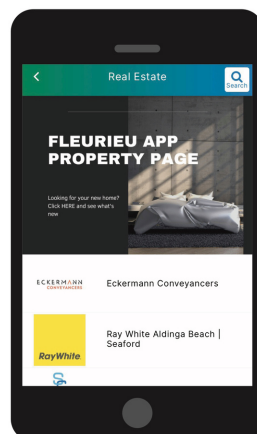 Real Estate
Search
FLEURIEU APP
PROPERTY PAGE
Looking for your new home?
Click HERE and see what's
new
ECKERMANN
CONVEYANCERS
Eckermann Conveyancers
RayWhite.
Ray White Aldinga Beach |
Seaford